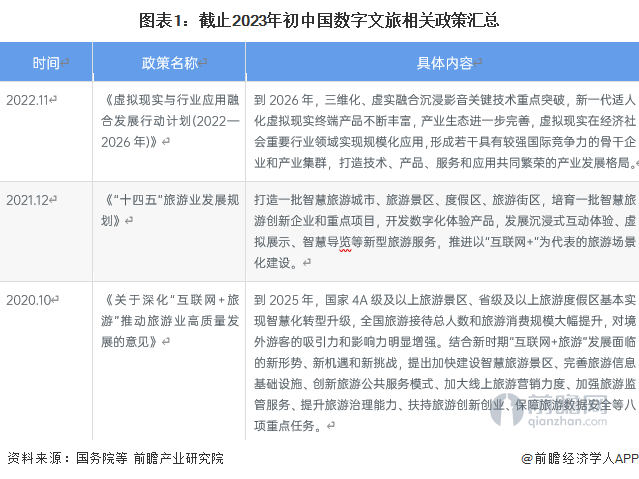 图表1：截止2023年初中国数字文旅相关政策汇总
时间
政策名称
具体内容
2022.11
《虚拟现实与行业应用融
合发展行动计划(2022—
2026 年)》
到 2026 年，三维化、虚实融合沉浸影音关键技术重点突破，新一代适人
化虚拟现实终端产品不断丰富，产业生态进一步完善，虚拟现实在经济社
会重要行业领域实现规模化应用,形成若干具有较强国际竞争力的骨干企
业和产业集群，打造技术、产品、服务和应用共同繁荣的产业发展格局。
2021.12
《“十四五”旅游业发展规
划》
打造一批智慧旅游城市、旅游景区、度假区、旅游街区，培育一批智慧旅
游创新企业和重点项目，开发数字化体验产品，发展沉浸式互动体验、虚
拟展示、智慧导览等新型旅游服务，推进以“互联网+”为代表的旅游场景
化建设。
2020.10
《关于深化“互联网+旅
游”推动旅游业高质量发
展的意见》
到 2025 年，国家 4A 级及以上旅游景区、省级及以上旅游度假区基本实
现智慧化转型升级，全国旅游接待总人数和旅游消费规模大幅提升，对境
外游客的吸引力和影响力明显增强。结合新时期“互联网+旅游”发展面临
的新形势、新机遇和新挑战，提出加快建设智慧旅游景区、完善旅游信息
基础设施、创新旅游公共服务模式、加大线上旅游营销力度、加强旅游监
管服务、提升旅游治理能力、扶持旅游创新创业、保障旅游数据安全等八
项重点任务。
前瞻网
qianzhan.com
资料来源：国务院等 前瞻产业研究院
@前瞻经济学人APP